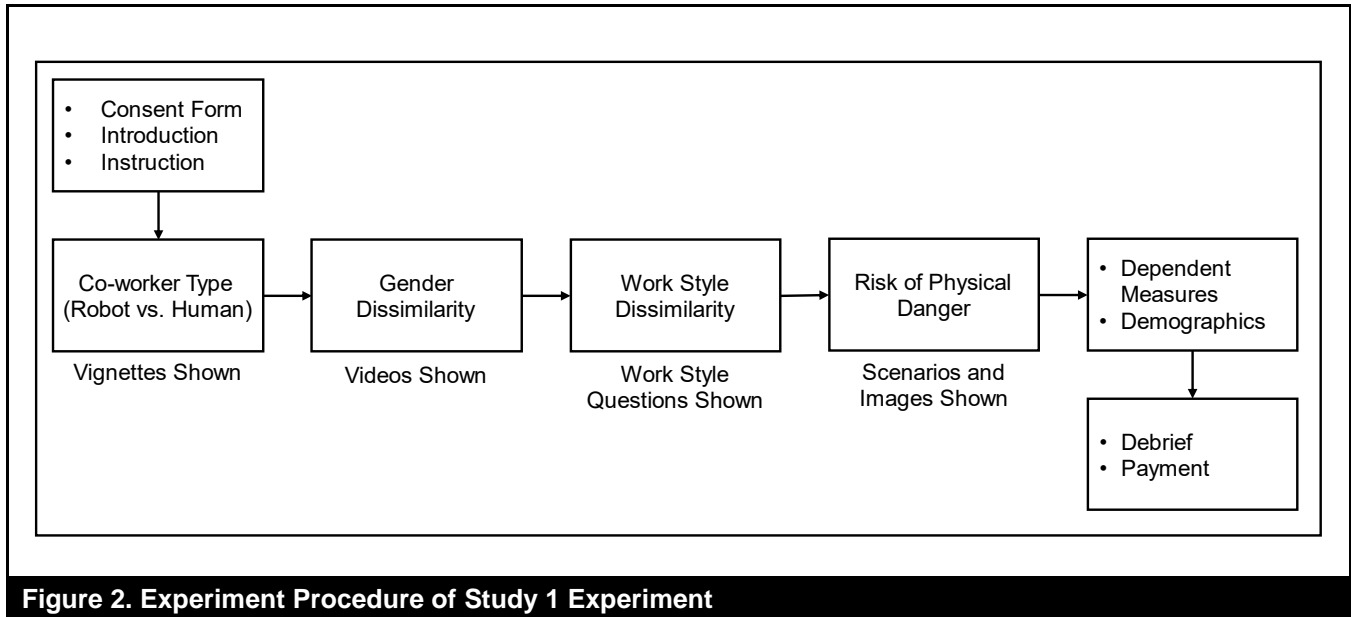 • Consent Form
• Introduction
• Instruction
Co-worker Type
(Robot vs. Human)
Vignettes Shown
Gender
Dissimilarity
Videos Shown
Work Style
Dissimilarity
Work Style
Questions Shown
Risk of Physical
Danger
Scenarios and
Images Shown
• Dependent
Measures
• Demographics
• Debrief
• Payment
Figure 2. Experiment Procedure of Study 1 Experiment